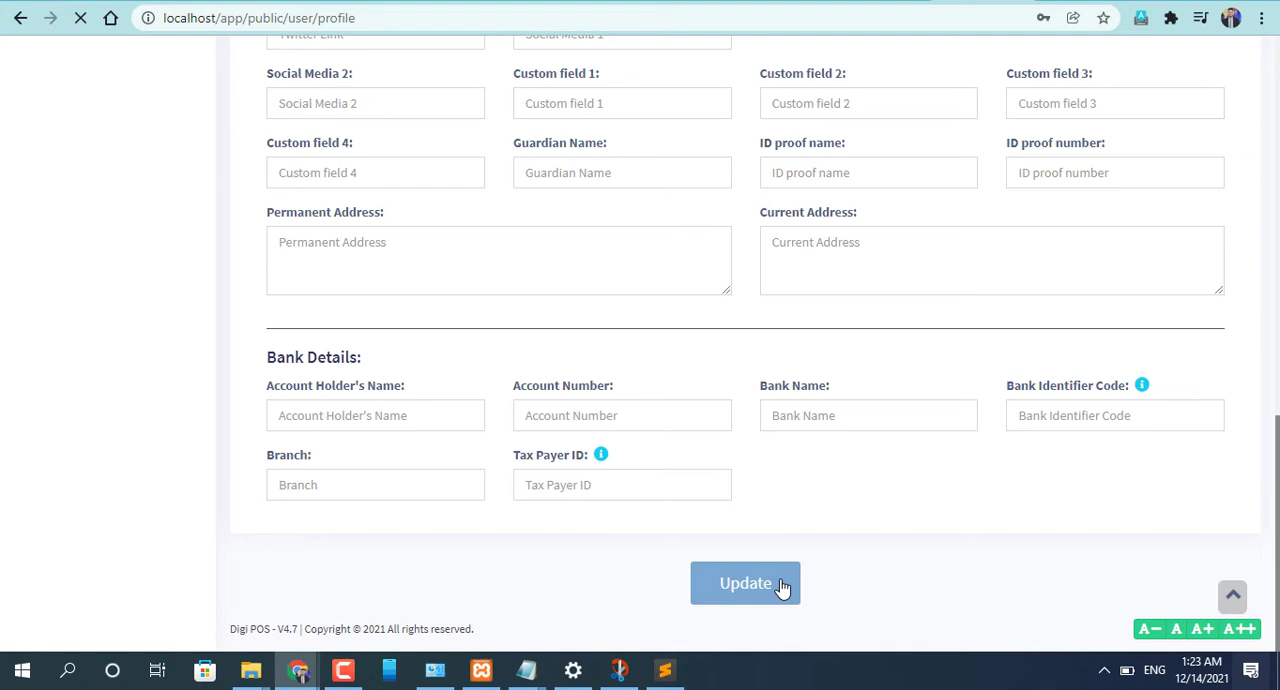 localhost/app/public/user/profile
Twitter Link Social Media 1
Social Media 2: Custom field 1: Custom field 2: Custom field 3:
Social Media 2 Custom field 1 Custom field 2 Custom field 3
Custom field 4: Guardian Name: ID proof name: ID proof number:
Custom field 4 Guardian Name ID proof name ID proof number
Permanent Address: Current Address:
Permanent Address Current Address
Bank Details:
Account Holder's Name: Account Number: Bank Name: Bank Identifier Code:
Account Holder's Name Account Number Bank Name Bank Identifier Code
Branch: Tax Payer ID:
Branch Tax Payer ID
Update
Digi POS - V4.7 | Copyright © 2021 All rights reserved.
A- A A+ A++
ENG 1:23 AM
12/14/2021